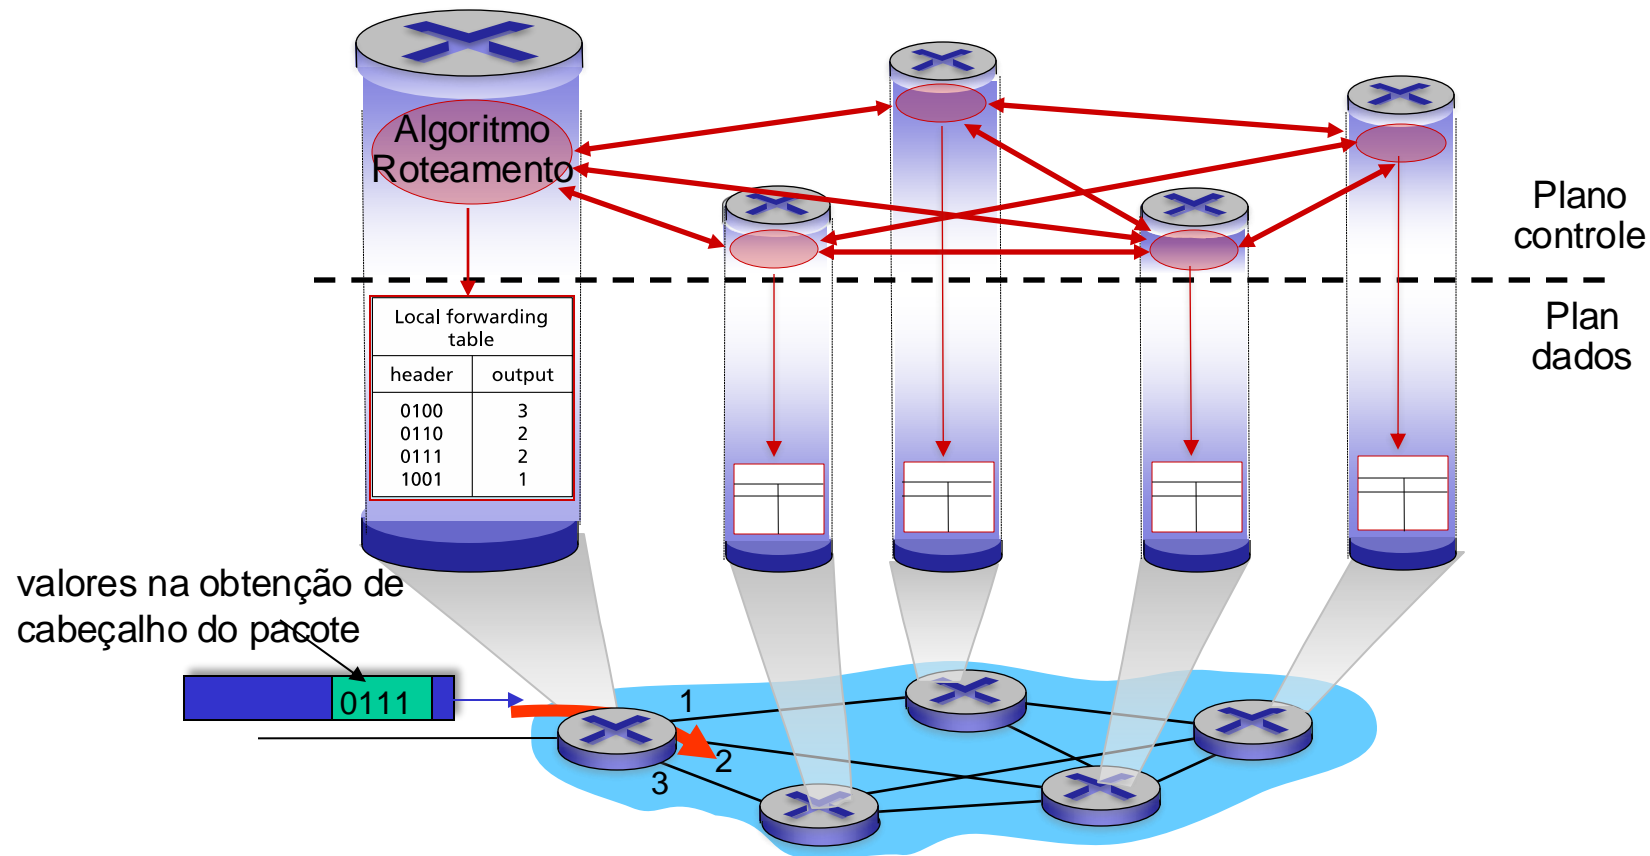 Algoritmo
Roteamento
Plano
controle
Plan
dados
Local forwarding
table
header output
0100 3
0110 2
0111 2
1001 1
valores na obtenção de
cabeçalho do pacote
0111
1
2
3